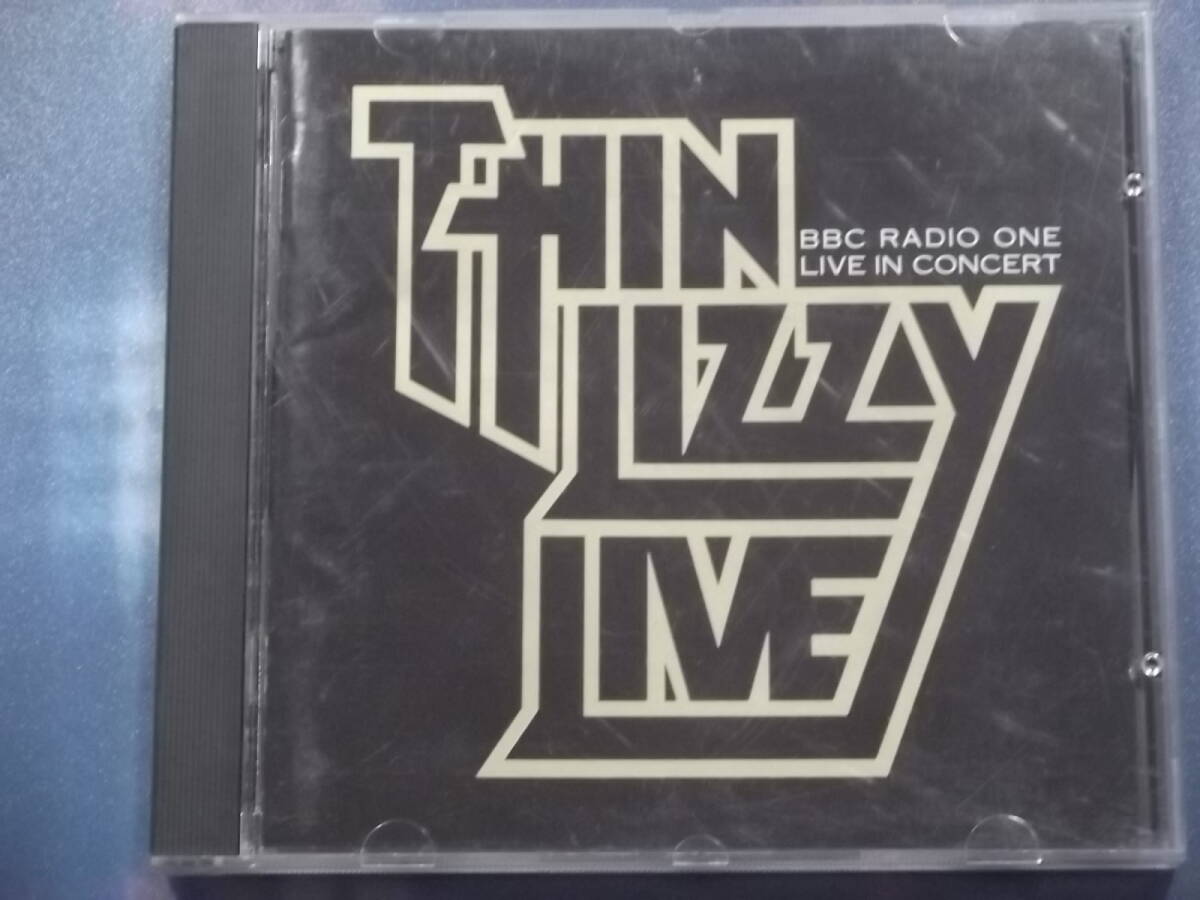 THIN
BBC RADIO ONE
LIVE IN CONCERT
LIZZY
LIVE